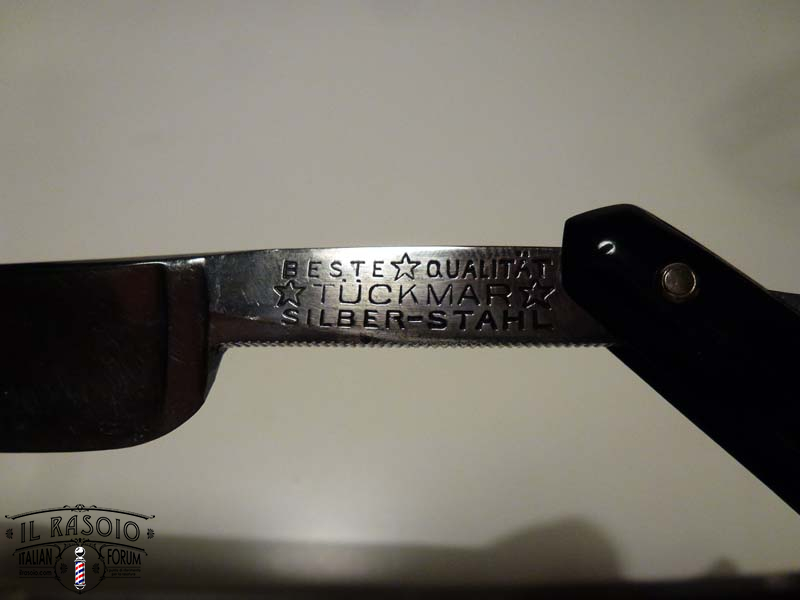 BESTE ☆ QUALITÄT
☆ TÜCKMAR ☆
SILBER-STAHL
IL RASOIO
ITALIAN FORUM